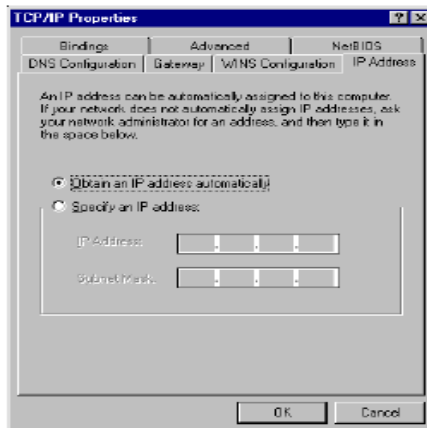 TCP/IP Properties
Bindings Advanced NetBIOS
DNS Configuration Gateway WINS Configuration IP Address
An IP address can be automatically assigned to this computer.
If your network does not automatically assign IP addresses, ask
your network administrator for an address, and then type it in
the space below.
Obtain an IP address automatically
Specify an IP address:
IP Address:
Subnet Mask:
OK Cancel